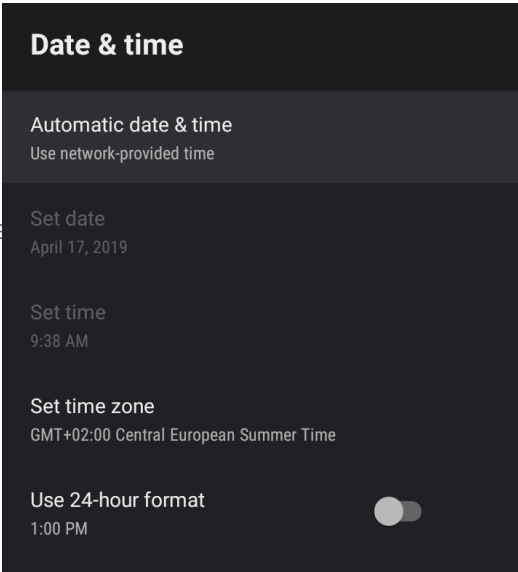 Date & time
Automatic date & time
Use network-provided time
Set date
April 17, 2019
Set time
9:38 AM
Set time zone
GMT+02:00 Central European Summer Time
Use 24-hour format
1:00 PM